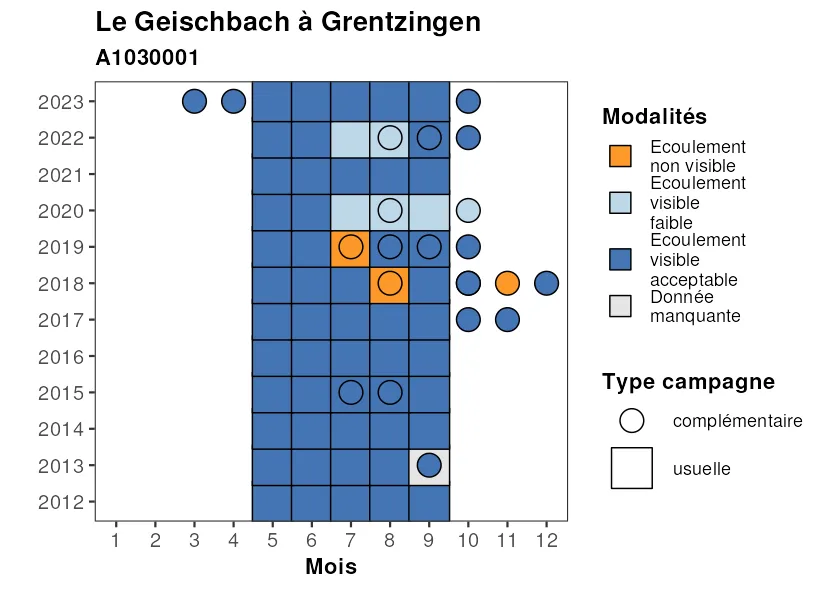 Le Geischbach à Grentzingen
A1030001
2023
2022
2021
2020
2019
2018
2017
2016
2015
2014
2013
2012
1 2 3 4 5 6 7 8 9 10 11 12
Mois
Modalités
Ecoulement
non visible
Ecoulement
visible
faible
Ecoulement
visible
acceptable
Donnée
manquante
Type campagne
complémentaire
usuelle